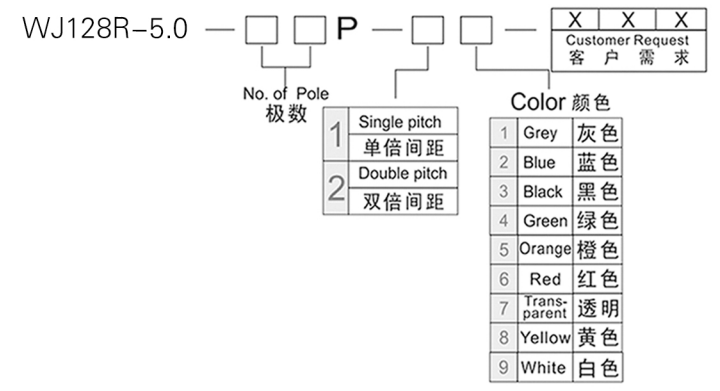 WJ128R-5.0 — □ □ P — □ □ — X X X
Customer Request
客户需求
No. of Pole
极数
1 Single pitch
单倍间距
2 Double pitch
双倍间距
Color 颜色
1 Grey 灰色
2 Blue 蓝色
3 Black 黑色
4 Green 绿色
5 Orange 橙色
6 Red 红色
7 Trans-
parent 透明
8 Yellow 黄色
9 White 白色